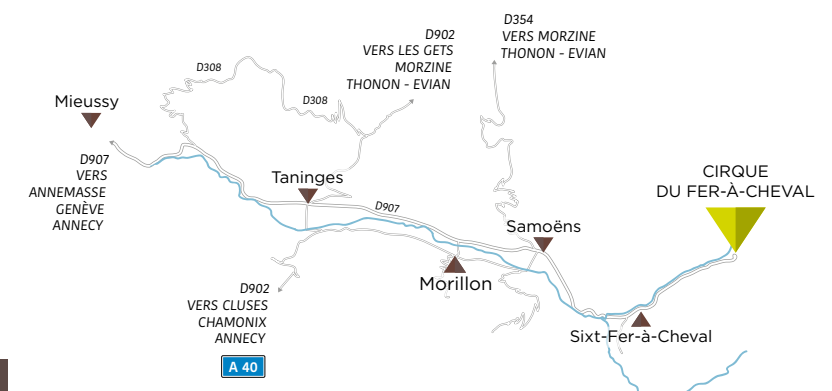 D902
VERS LES GETS
MORZINE
THONON - EVIAN
D354
VERS MORZINE
THONON - EVIAN
D308
D308
Mieussy
D907
VERS
ANNEMASSE
GENÈVE
ANNECY
Taninges
D907
CIRQUE
DU FER-À-CHEVAL
Samoëns
Morillon
D902
VERS CLUSES
CHAMONIX
ANNECY
A 40
Sixt-Fer-à-Cheval